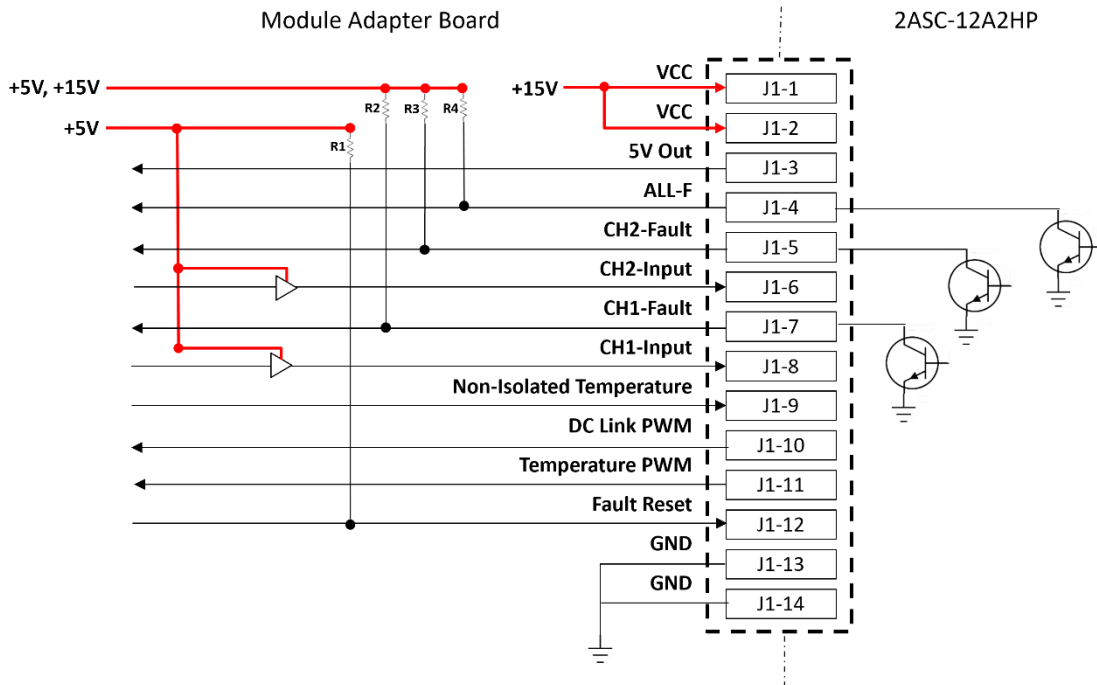 Module Adapter Board
2ASC-12A2HP
+5V, +15V
+15V
VCC
J1-1
R2
R3
R4
+5V
VCC
J1-2
R1
5V Out
J1-3
ALL-F
J1-4
CH2-Fault
J1-5
CH2-Input
J1-6
CH1-Fault
J1-7
CH1-Input
J1-8
Non-Isolated Temperature
J1-9
DC Link PWM
J1-10
Temperature PWM
J1-11
Fault Reset
J1-12
GND
J1-13
GND
J1-14